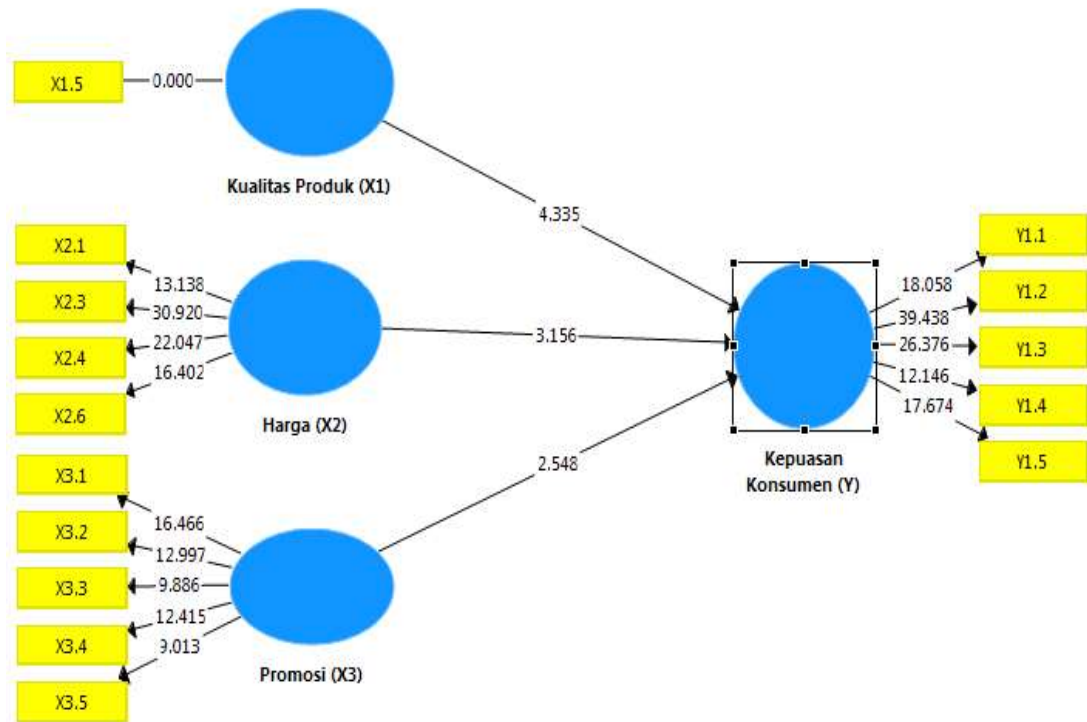 X1.5
0.000
Kualitas Produk (X1)
4.335
X2.1
X2.3
X2.4
X2.6
13.138
30.920
22.047
16.402
Harga (X2)
3.156
X3.1
X3.2
X3.3
X3.4
X3.5
16.466
12.997
9.886
12.415
9.013
Promosi (X3)
2.548
Kepuasan
Konsumen (Y)
18.058
39.438
26.376
12.146
17.674
Y1.1
Y1.2
Y1.3
Y1.4
Y1.5